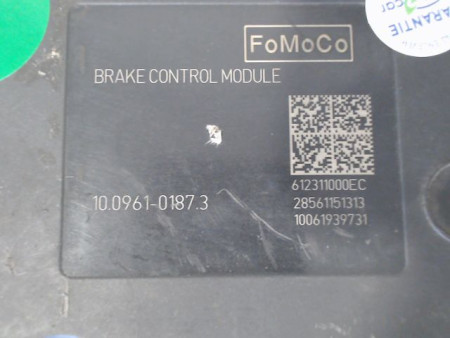 FoMoCo
BRAKE CONTROL MODULE
612311000EC
28561151313
10061939731
10.0961-0187.3